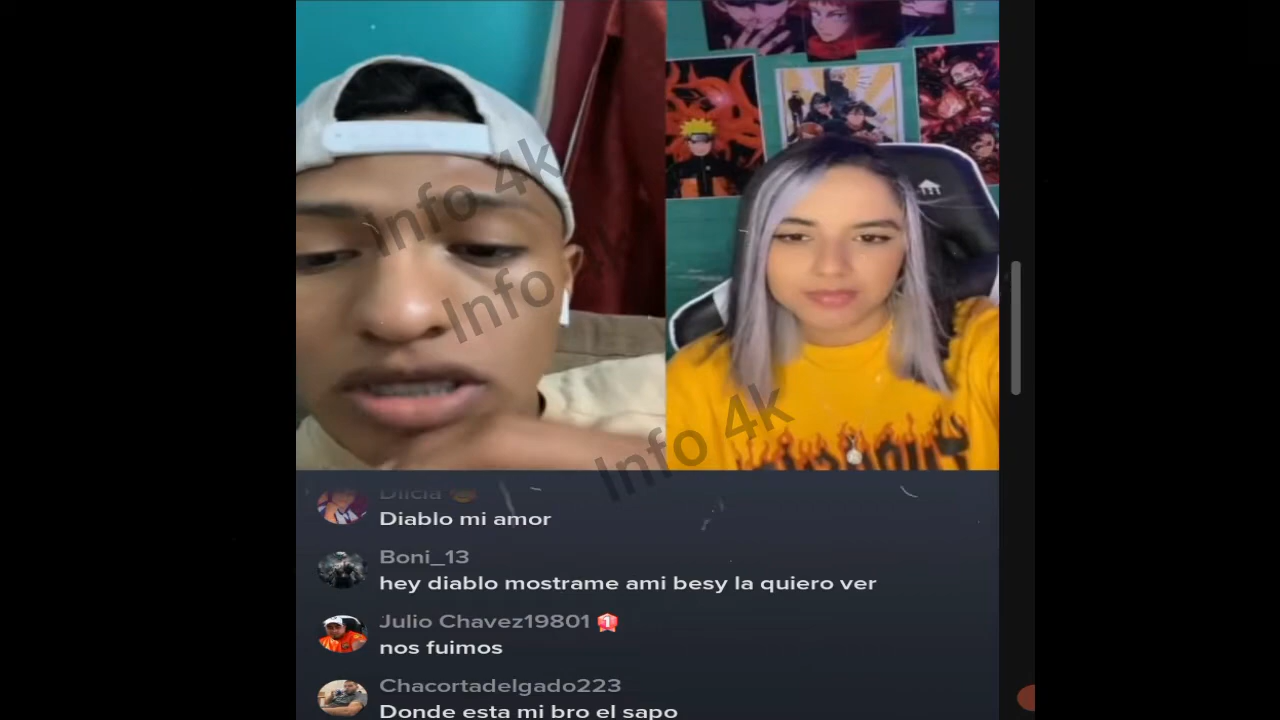 Info 4k
Info
Info 4k
Diablo mi amor
Boni_13
hey diablo mostrame ami besy la quiero ver
Julio Chavez19801
1
nos fuimos
Chacortadelgado223
Donde esta mi bro el sapo